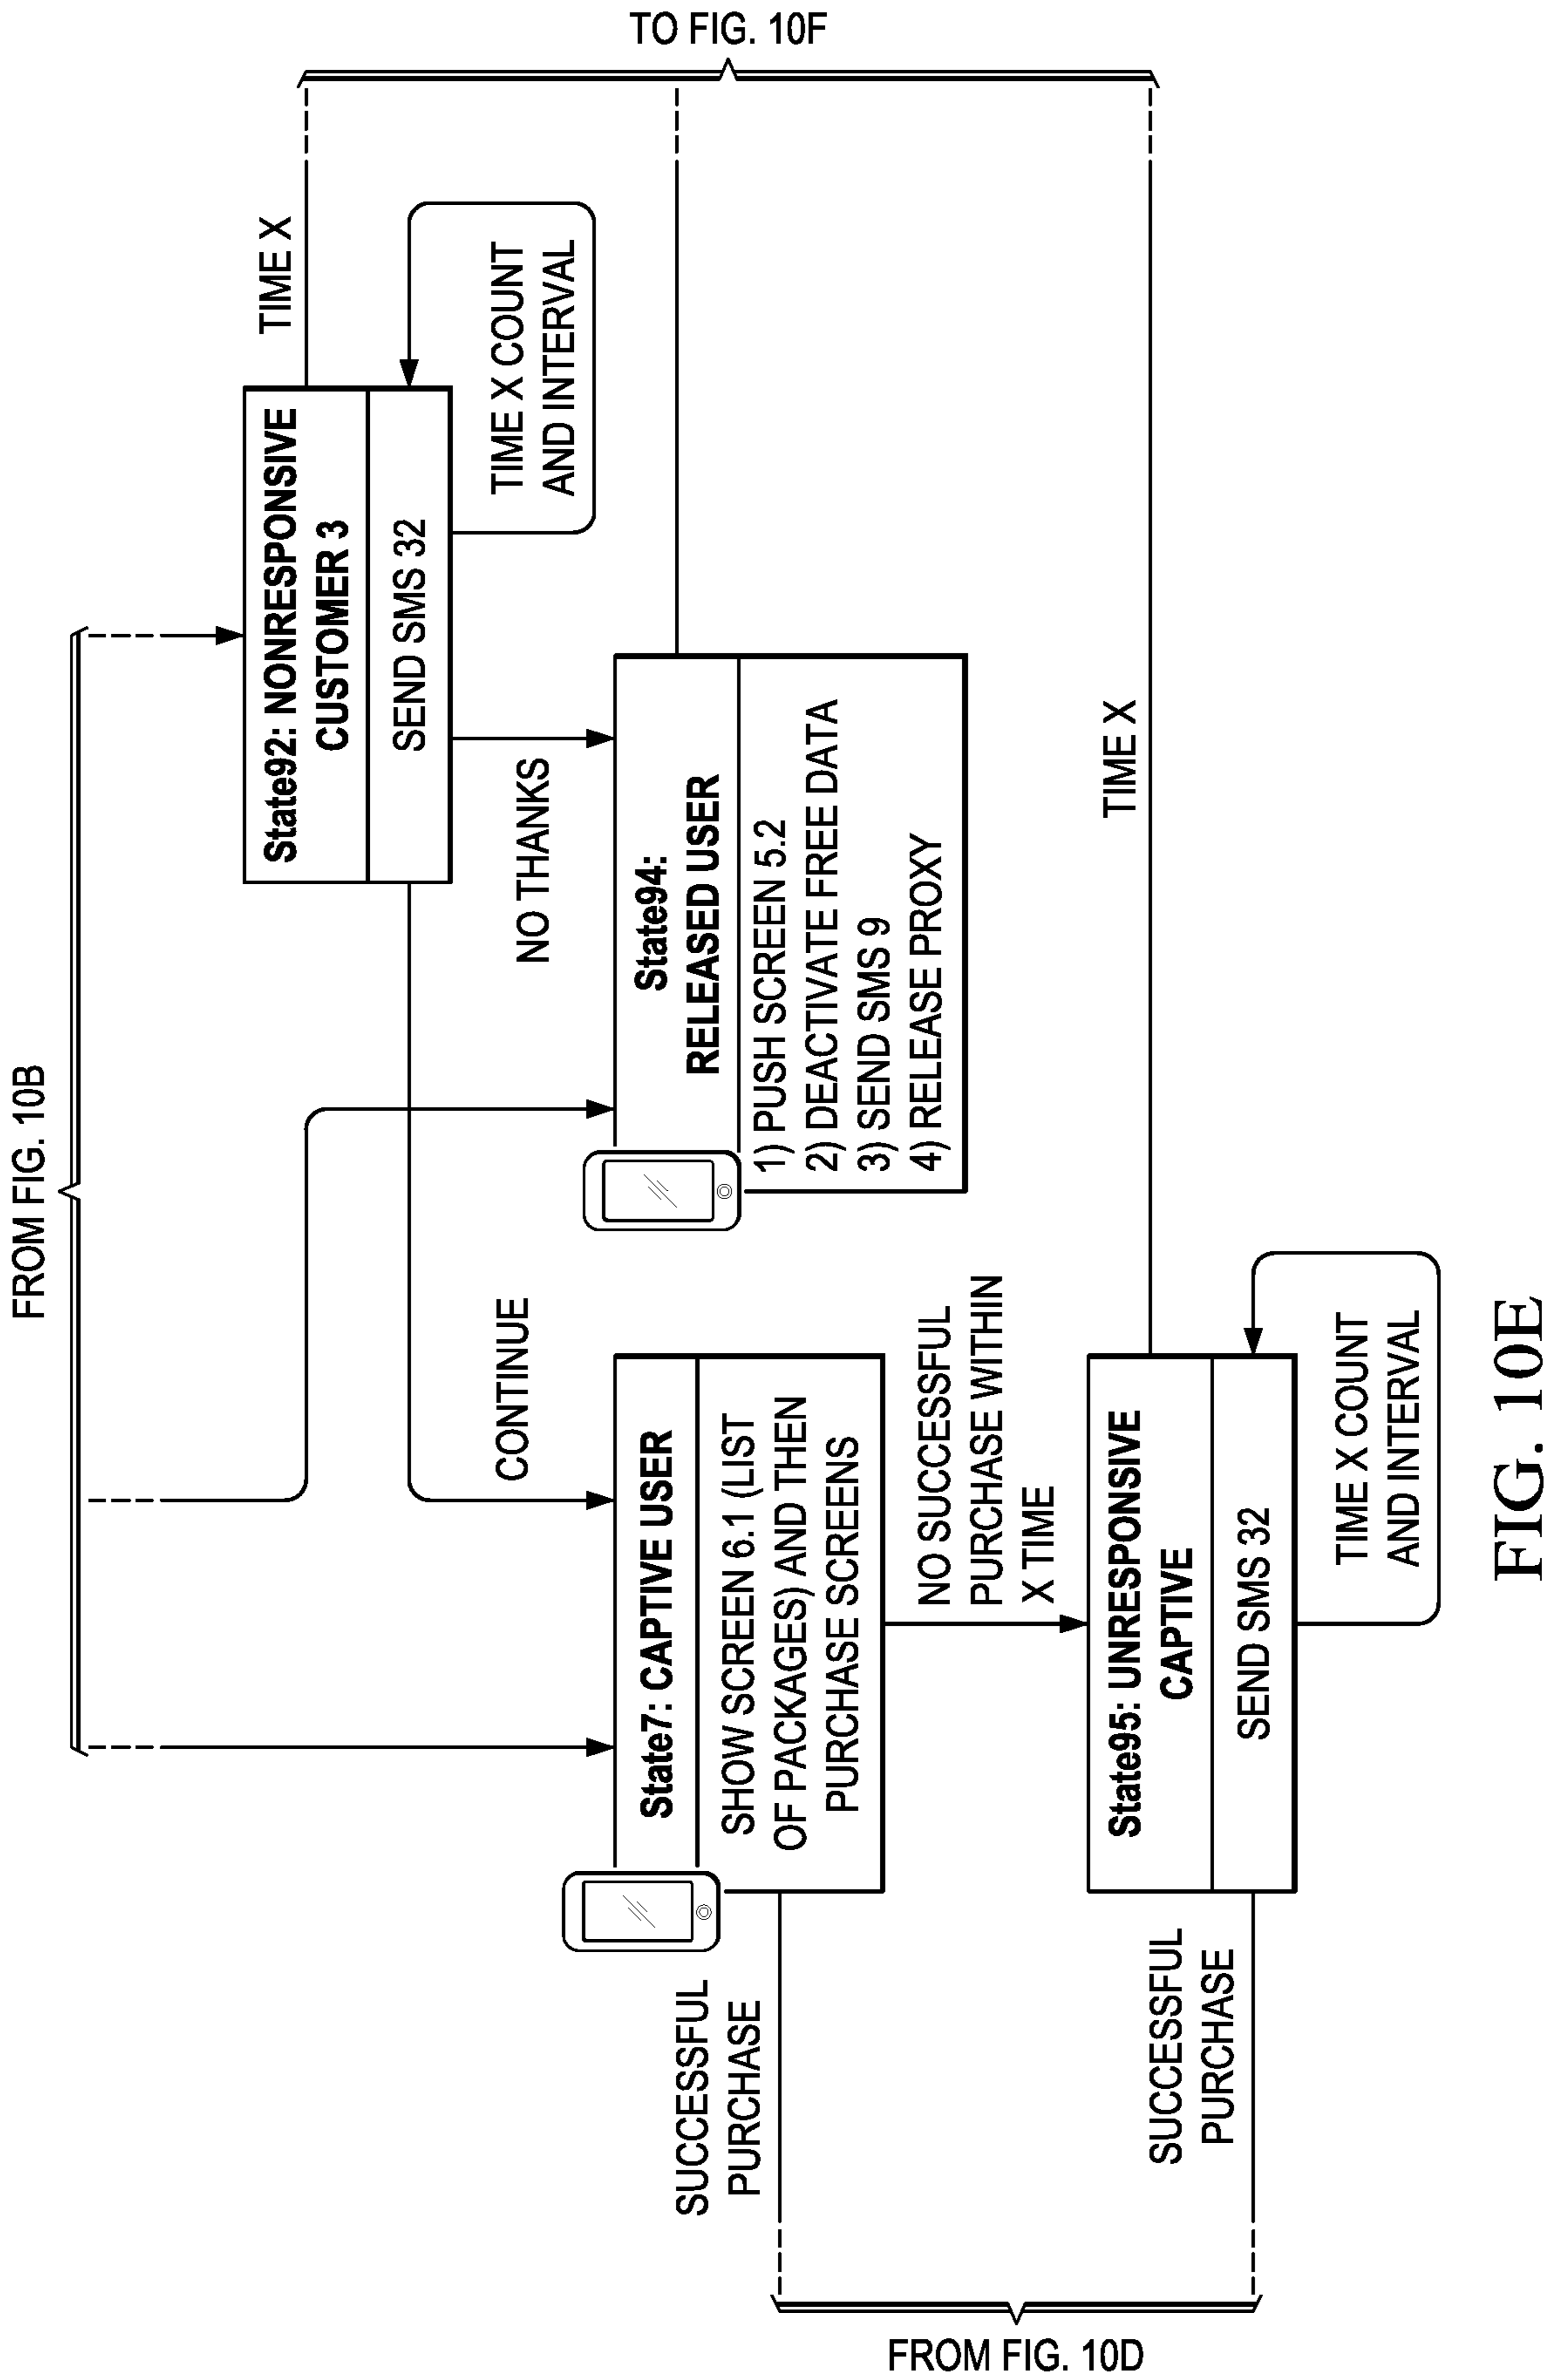 FROM FIG. 10B
State92: NONRESPONSIVE
CUSTOMER 3
SEND SMS 32
TIME X
TO FIG. 10F
TIME X COUNT
AND INTERVAL
CONTINUE
NO THANKS
State7: CAPTIVE USER
SHOW SCREEN 6.1 (LIST
OF PACKAGES) AND THEN
PURCHASE SCREENS
State94:
RELEASED USER
1) PUSH SCREEN 5.2
2) DEACTIVATE FREE DATA
3) SEND SMS 9
4) RELEASE PROXY
SUCCESSFUL
PURCHASE
NO SUCCESSFUL
PURCHASE WITHIN
X TIME
FROM FIG. 10D
State95: UNRESPONSIVE
CAPTIVE
SEND SMS 32
TIME X
SUCCESSFUL
PURCHASE
TIME X COUNT
AND INTERVAL
FIG. 10E